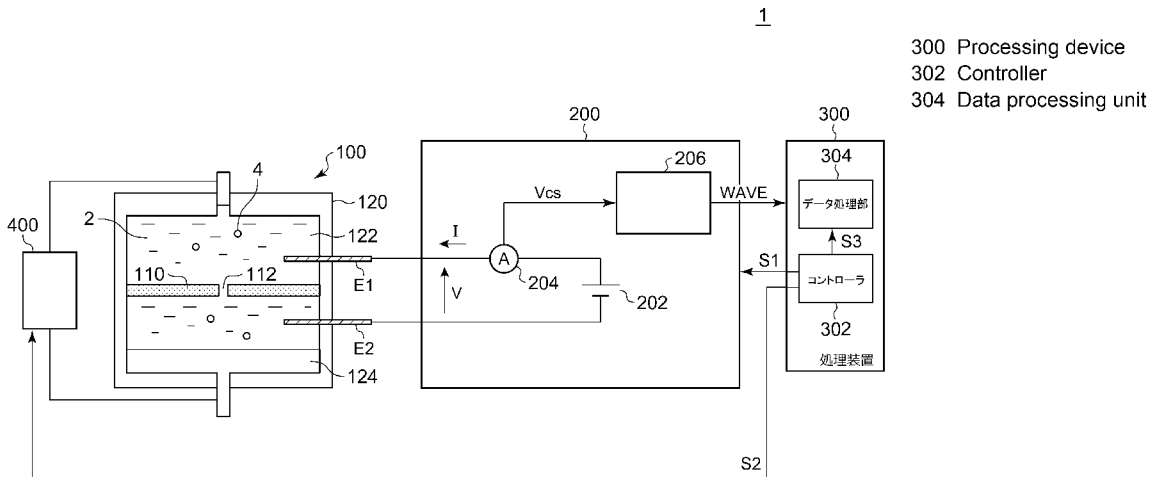 1
300 Processing device
302 Controller
304 Data processing unit
200
300
100
4
206
304
Vcs
WAVE
データ処理部
120
2
122
400
I
S3
A
S1
110
112
E1
204
コントローラ
V
202
302
E2
処理装置
124
S2